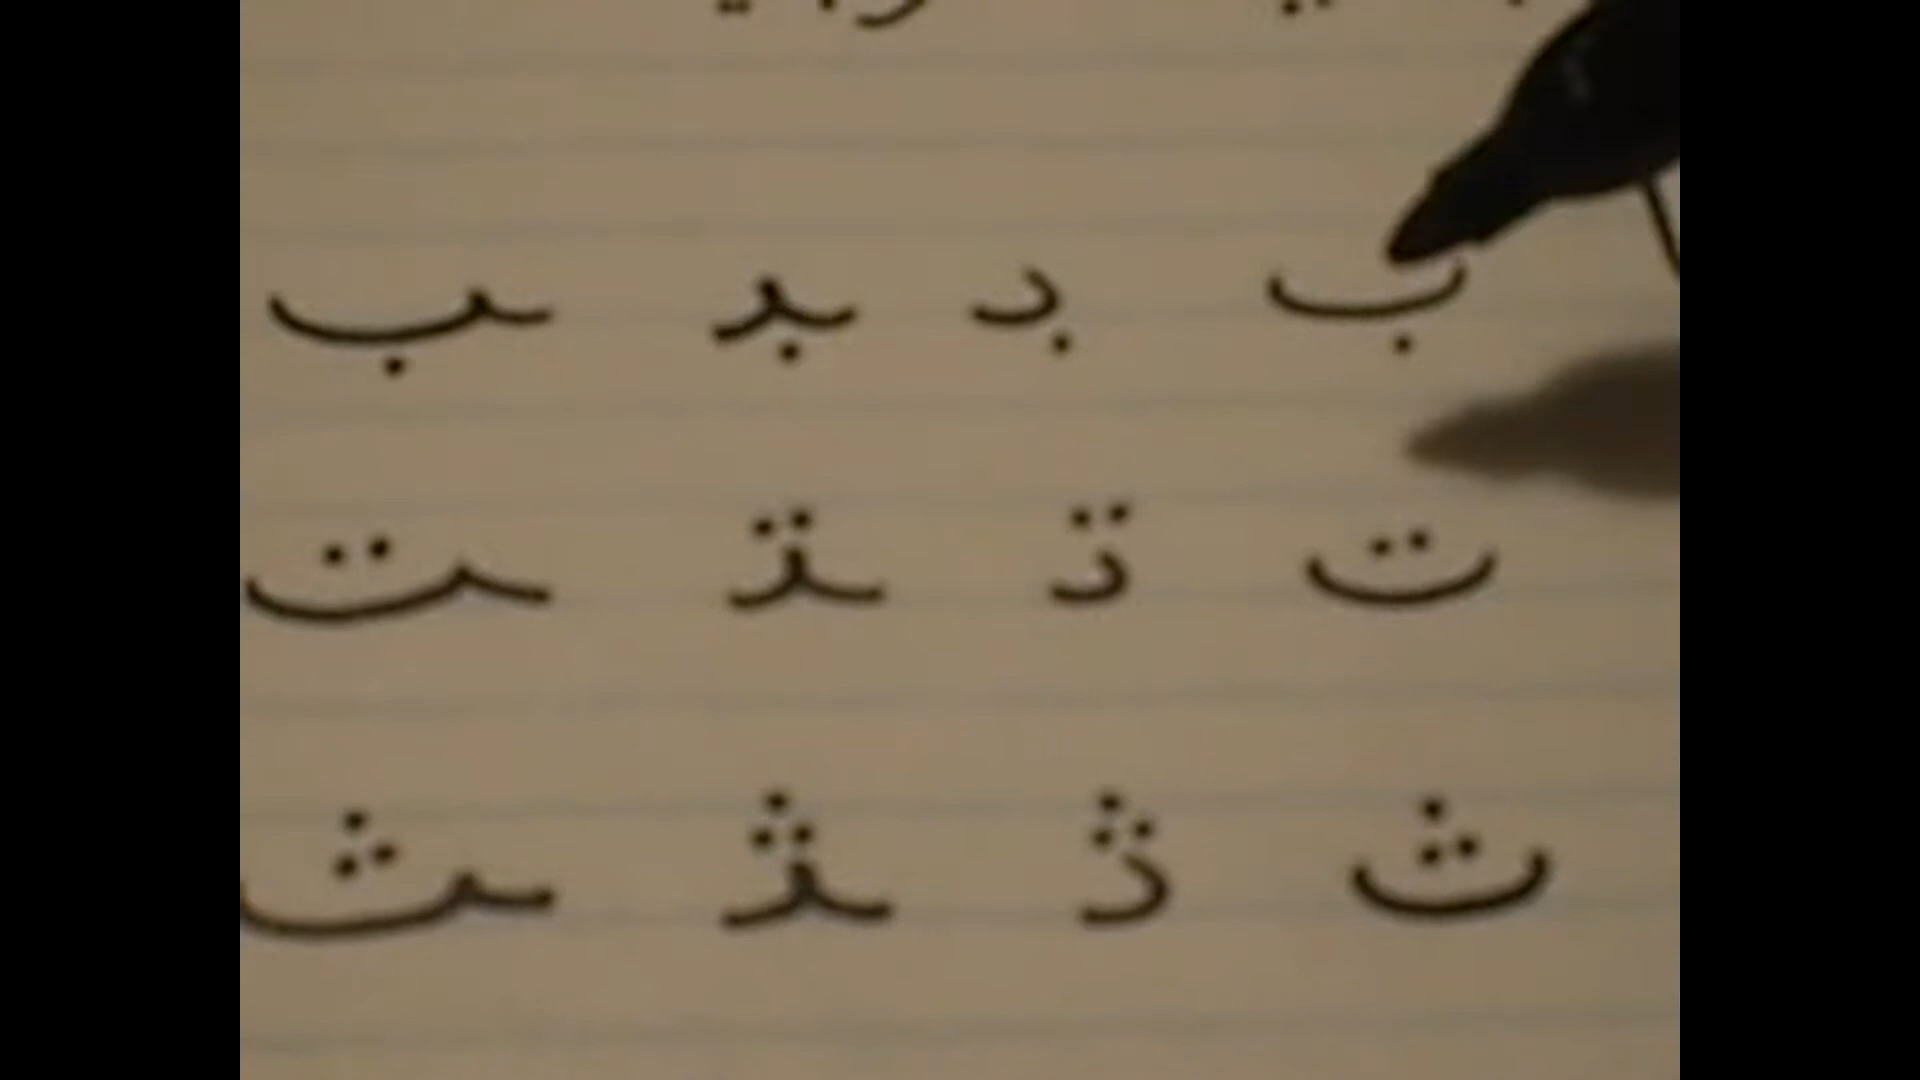 ب بـ ـبـ ـب
ت تـ ـتـ ـت
ث ثـ ـثـ ـث